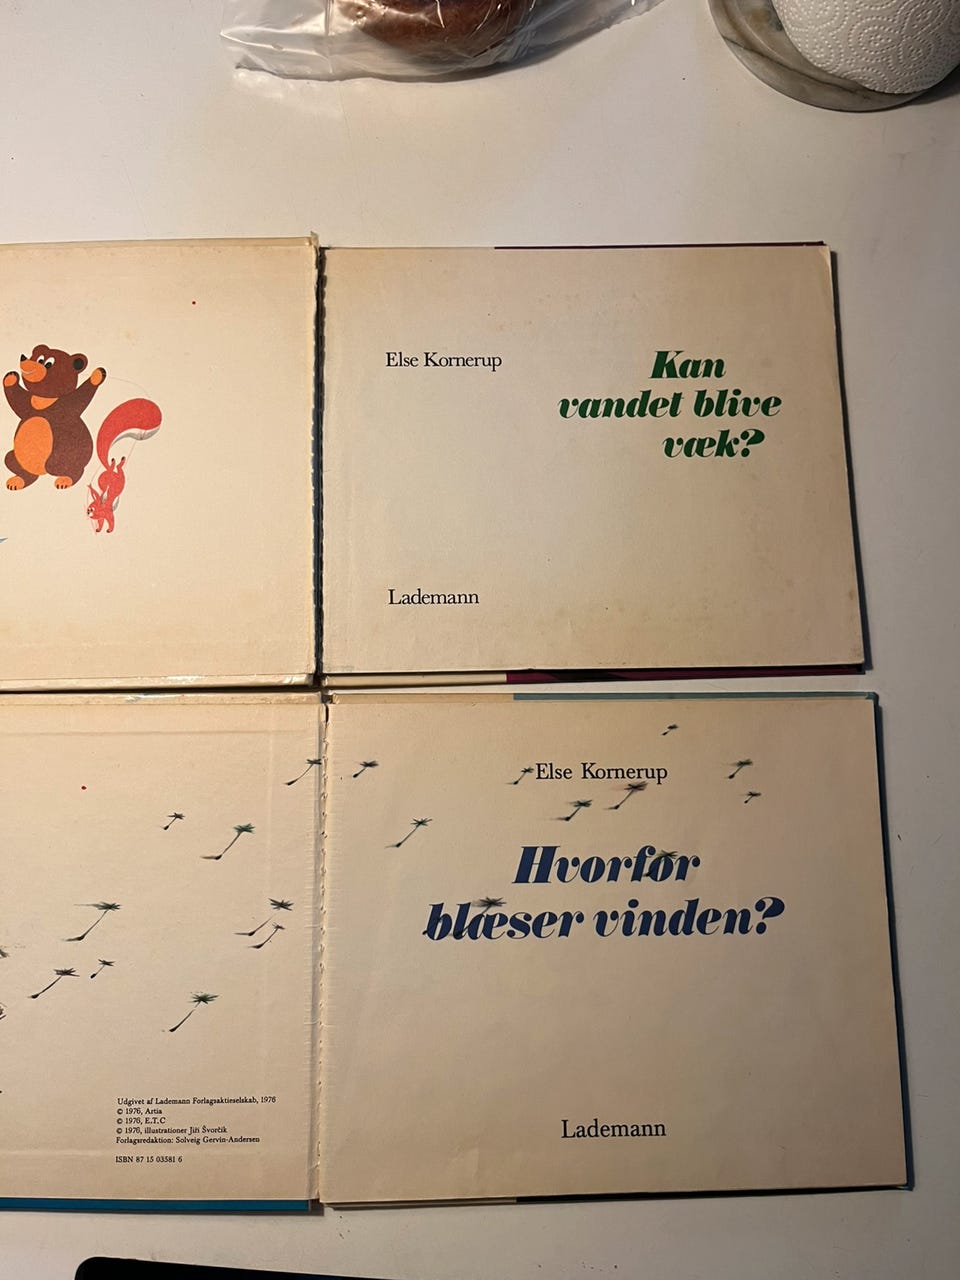 Else Kornerup
Kan
vandet blive
væk?
Lademann
Else Kornerup
Hvorfor
blæser vinden?
Lademann
Udgivet af Lademann Forlagsaktieselskab, 1976
© 1976, Artia
© 1976, E.T.C
© 1976, illustrationer Jiří Švorčík
Forlagsredaktion: Solveig Gervin-Andersen
ISBN 87 15 03581 6